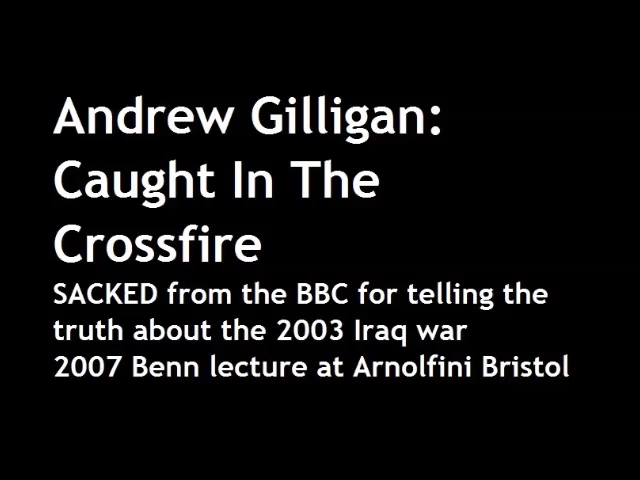 Andrew Gilligan:
Caught In The
Crossfire
SACKED from the BBC for telling the
truth about the 2003 Iraq war
2007 Benn lecture at Arnolfini Bristol